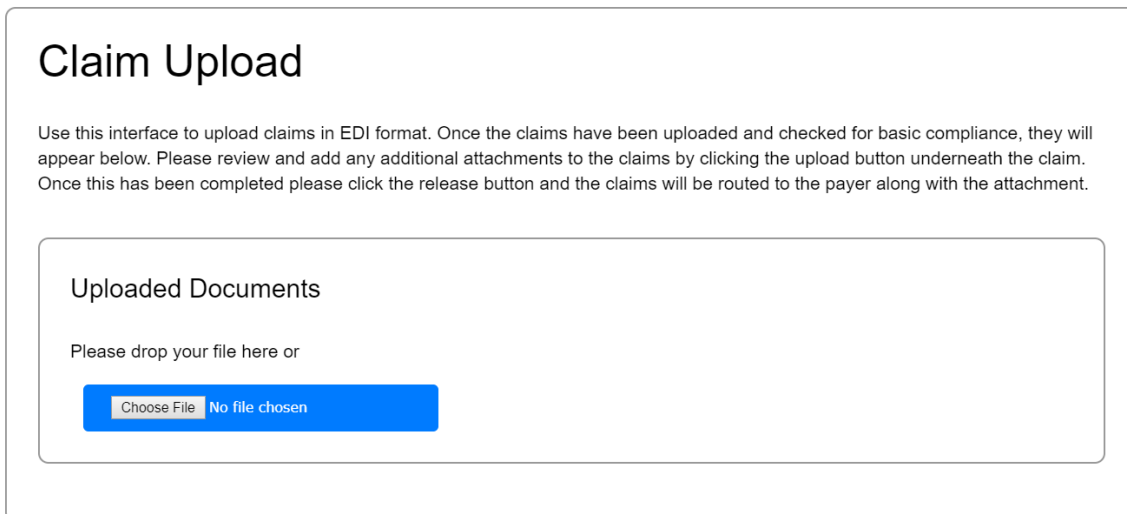 Claim Upload
Use this interface to upload claims in EDI format. Once the claims have been uploaded and checked for basic compliance, they will
appear below. Please review and add any additional attachments to the claims by clicking the upload button underneath the claim.
Once this has been completed please click the release button and the claims will be routed to the payer along with the attachment.
Uploaded Documents
Please drop your file here or
Choose File No file chosen